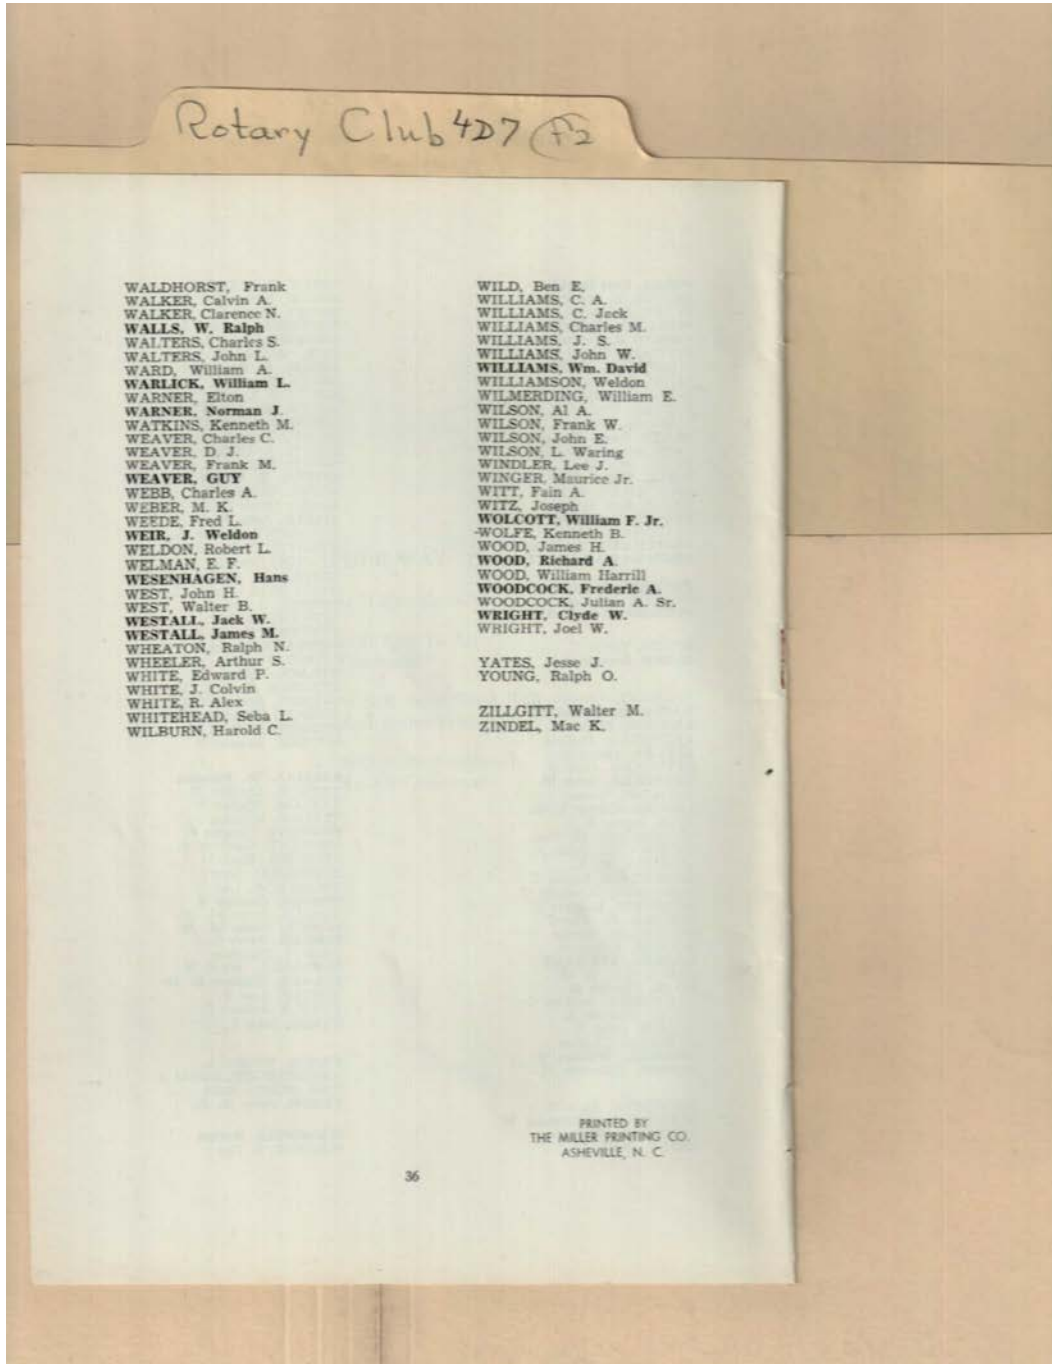 Rotary Club 4D7 F2
WALDHORST, Frank
WALKER, Calvin A.
WALKER, Clarence N.
WALLS, W. Ralph
WALTERS, Charles S.
WALTERS, John L.
WARD, William A.
WARLICK, William L.
WARNER, Elton
WARNER, Norman J.
WATKINS, Kenneth M.
WEAVER, Charles C.
WEAVER, D. J.
WEAVER, Frank M.
WEAVER, GUY
WEBB, Charles A.
WEBER, M. K.
WEEDE, Fred L.
WEIR, J. Weldon
WELDON, Robert L.
WELMAN, E. F.
WESENHAGEN, Hans
WEST, John H.
WEST, Walter B.
WESTALL, Jack W.
WESTALL, James M.
WHEATON, Ralph N.
WHEELER, Arthur S.
WHITE, Edward P.
WHITE, J. Colvin
WHITE, R. Alex
WHITEHEAD, Seba L.
WILBURN, Harold C.
WILD, Ben E.
WILLIAMS, C. A.
WILLIAMS, C. Jack
WILLIAMS, Charles M.
WILLIAMS, J. S.
WILLIAMS, John W.
WILLIAMS, Wm. David
WILLIAMSON, Weldon
WILMERDING, William E.
WILSON, Al A.
WILSON, Frank W.
WILSON, John E.
WILSON, L. Waring
WINDLER, Lee J.
WINGER, Maurice Jr.
WITT, Fain A.
WITZ, Joseph
WOLCOTT, William F. Jr.
-WOLFE, Kenneth B.
WOOD, James H.
WOOD, Richard A.
WOOD, William Harrill
WOODCOCK, Frederic A.
WOODCOCK, Julian A. Sr.
WRIGHT, Clyde W.
WRIGHT, Joel W.
YATES, Jesse J.
YOUNG, Ralph O.
ZILLGITT, Walter M.
ZINDEL, Mac K.
PRINTED BY
THE MILLER PRINTING CO.
ASHEVILLE, N. C.
36